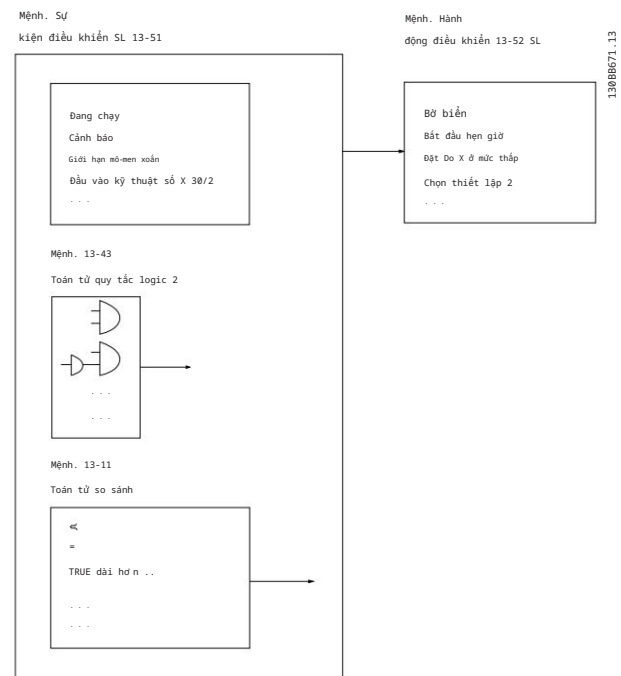 Mệnh. Sự
kiện điều khiển SL 13-51
Đang chạy
Cảnh báo
Giới hạn mô-men xoắn
Đầu vào kỹ thuật số X 30/2
. . .
Mệnh. 13-43
Toán tử quy tắc logic 2
. . .
. . .
Mệnh. 13-11
Toán tử so sánh
=
TRUE dài hơn ..
. . .
. . .
Mệnh. Hành
động điều khiển 13-52 SL
Bờ biển
Bắt đầu hẹn giờ
Đặt Do X ở mức thấp
Chọn thiết lập 2
. . .
130BB671.13